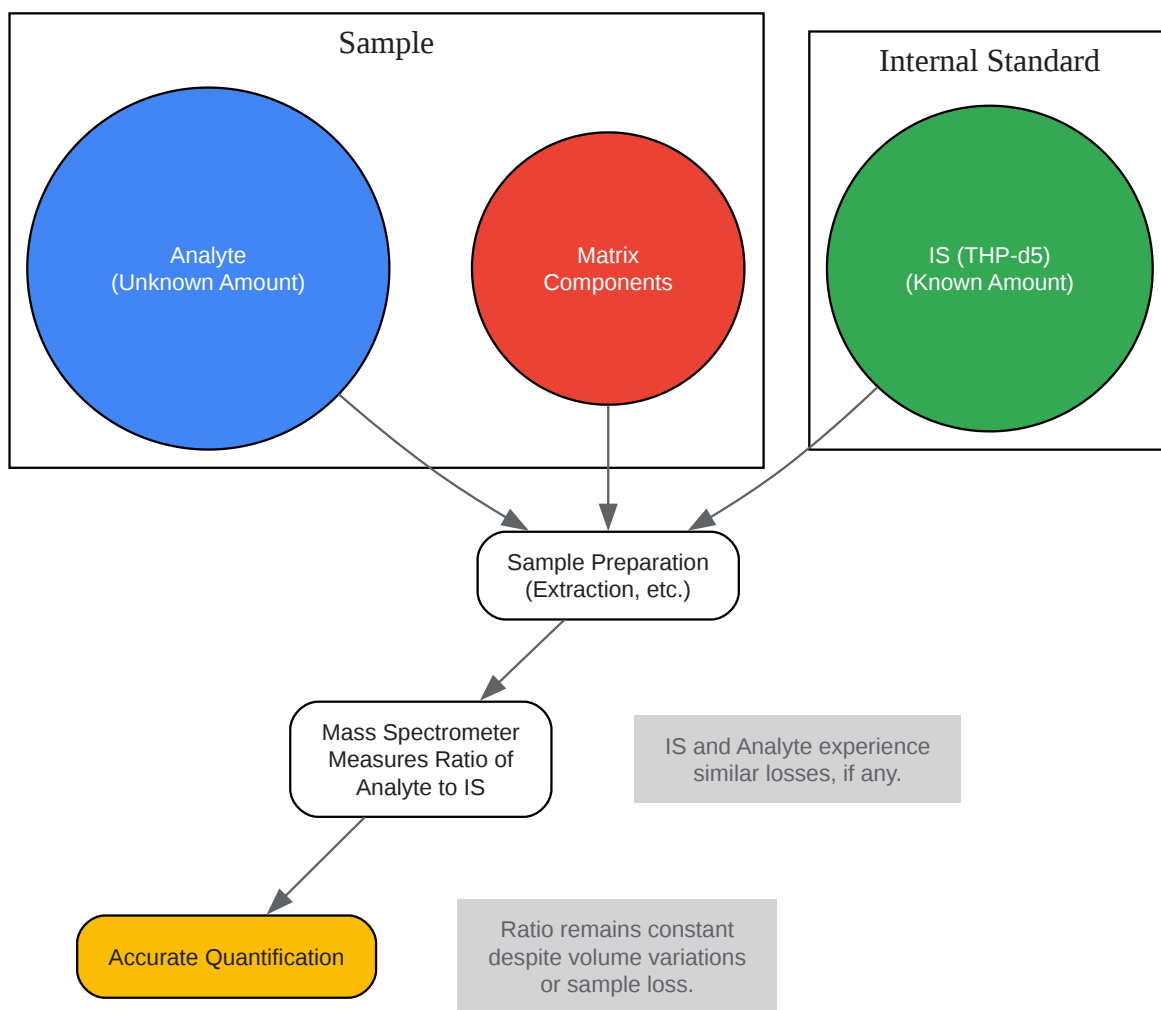 Sample
Internal Standard
Analyte
(Unknown Amount)
Matrix
Components
IS (THP-d5)
(Known Amount)
Sample Preparation
(Extraction, etc.)
Mass Spectrometer
Measures Ratio of
Analyte to IS
IS and Analyte experience
similar losses, if any.
Accurate Quantification
Ratio remains constant
despite volume variations
or sample loss.